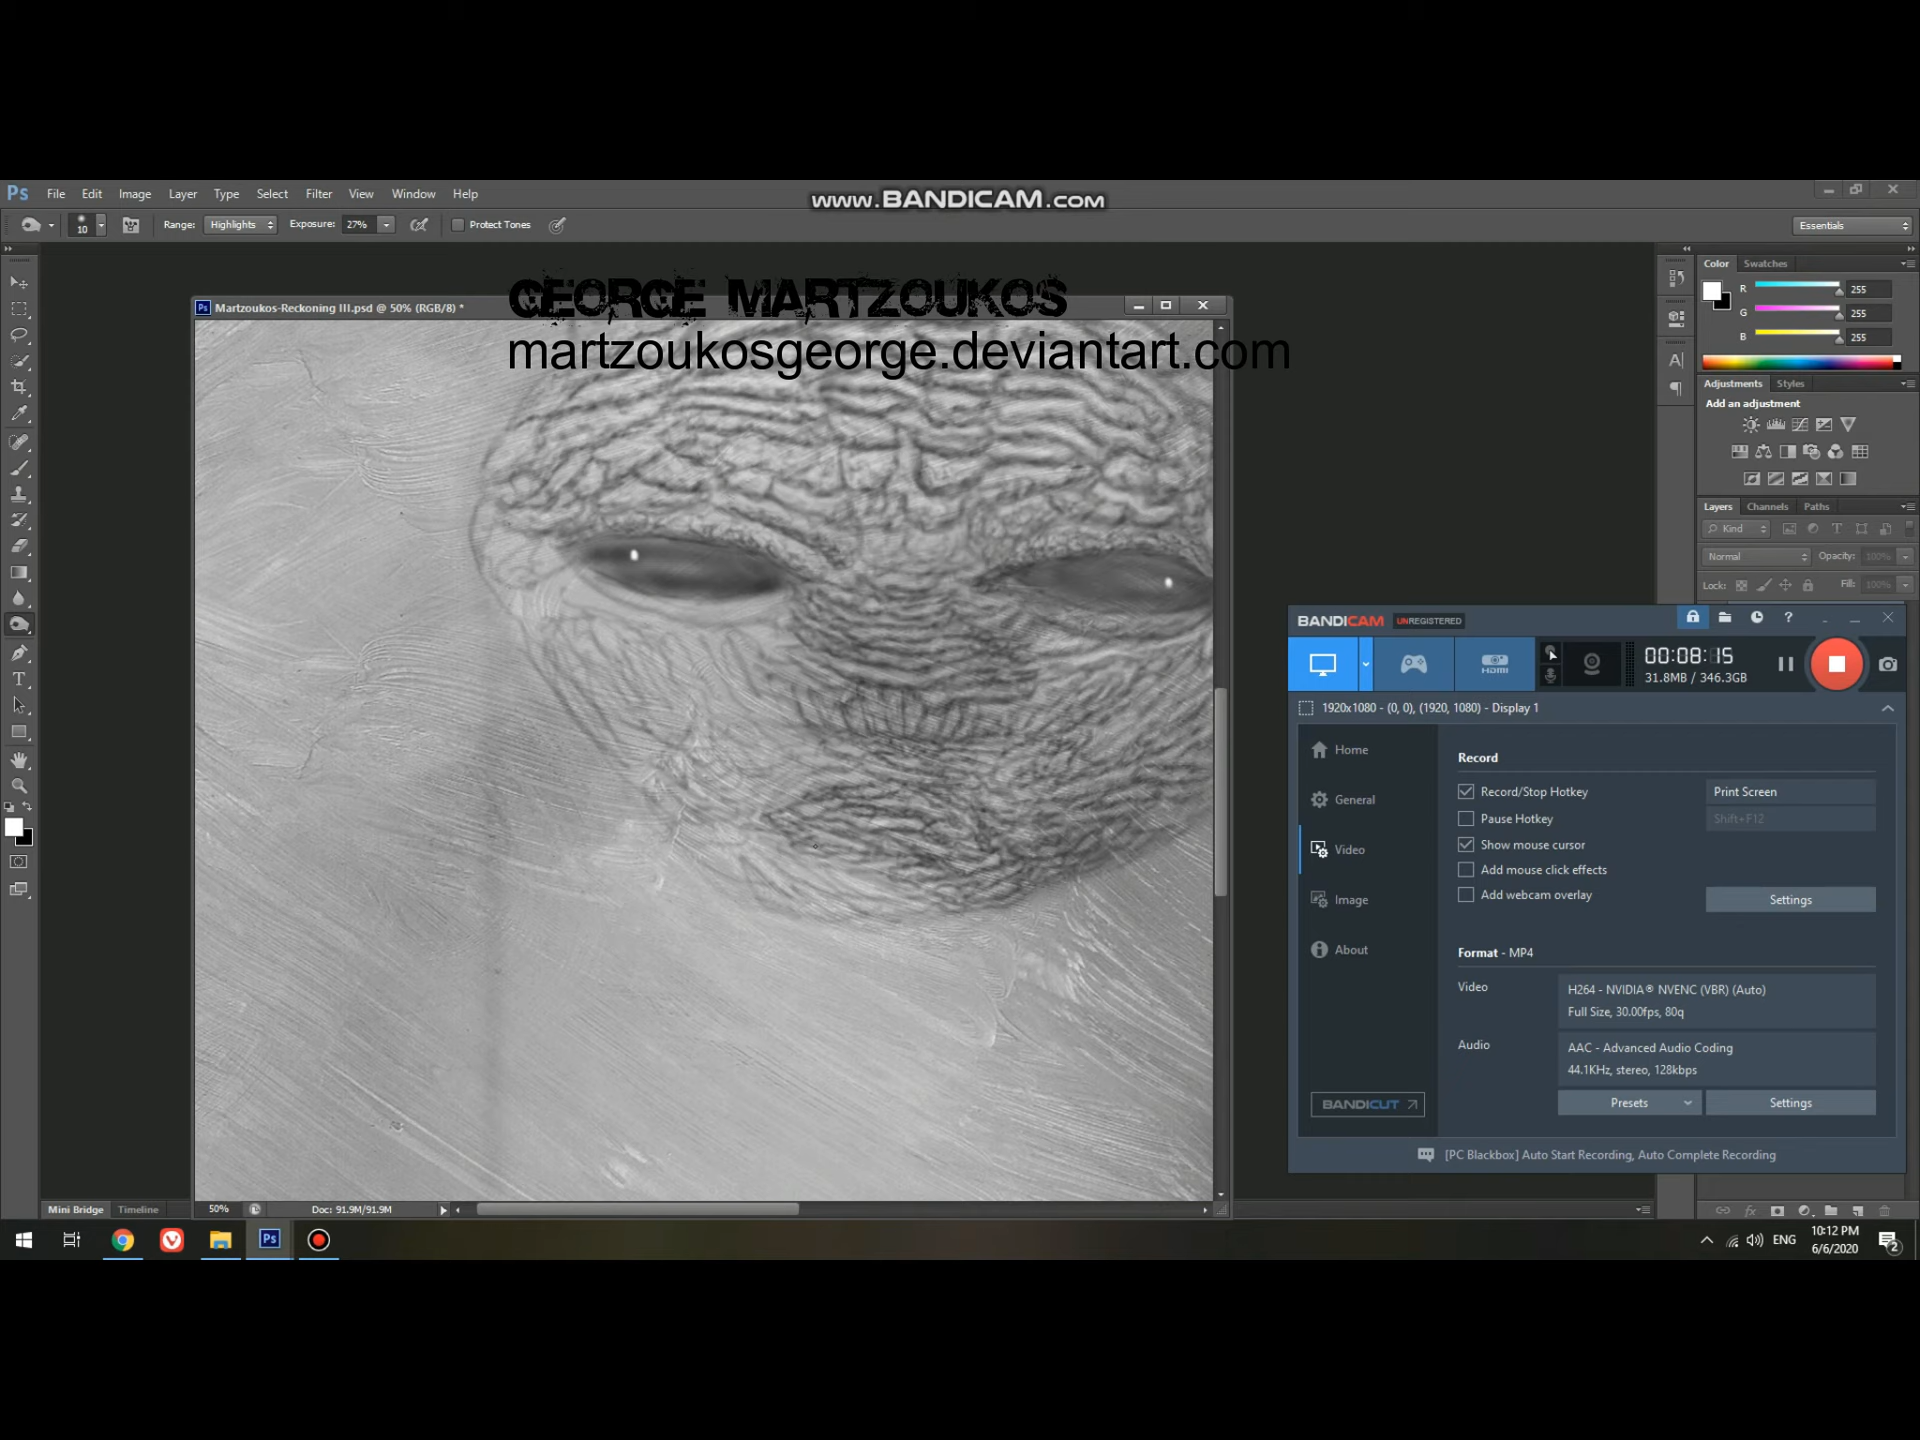 Ps File Edit Image Layer Type Select Filter View Window Help
www.BANDICAM.com
10 Range: Highlights Exposure: 27% Protect Tones
Essentials
GEORGE MARTZOUKOS
martzoukosgeorge.deviantart.com
Ps Martzoukos-Reckoning III.psd @ 50% (RGB/8) *
Color Swatches
R 255
G 255
B 255
Adjustments Styles
Add an adjustment
Layers Channels Paths
Kind
Normal Opacity: 100%
Lock: Fill: 100%
BANDICAM UNREGISTERED
HDMI
00:08:15
31.8MB / 346.3GB
1920x1080 - (0, 0), (1920, 1080) - Display 1
Home
General
Video
Image
About
BANDICUT
Record
Record/Stop Hotkey Print Screen
Pause Hotkey Shift+F12
Show mouse cursor
Add mouse click effects
Add webcam overlay Settings
Format - MP4
Video H264 - NVIDIA® NVENC (VBR) (Auto)
Full Size, 30.00fps, 80q
Audio AAC - Advanced Audio Coding
44.1KHz, stereo, 128kbps
Presets Settings
[PC Blackbox] Auto Start Recording, Auto Complete Recording
50% Doc: 91.9M/91.9M
Mini Bridge Timeline
Ps
ENG
10:12 PM
6/6/2020
2